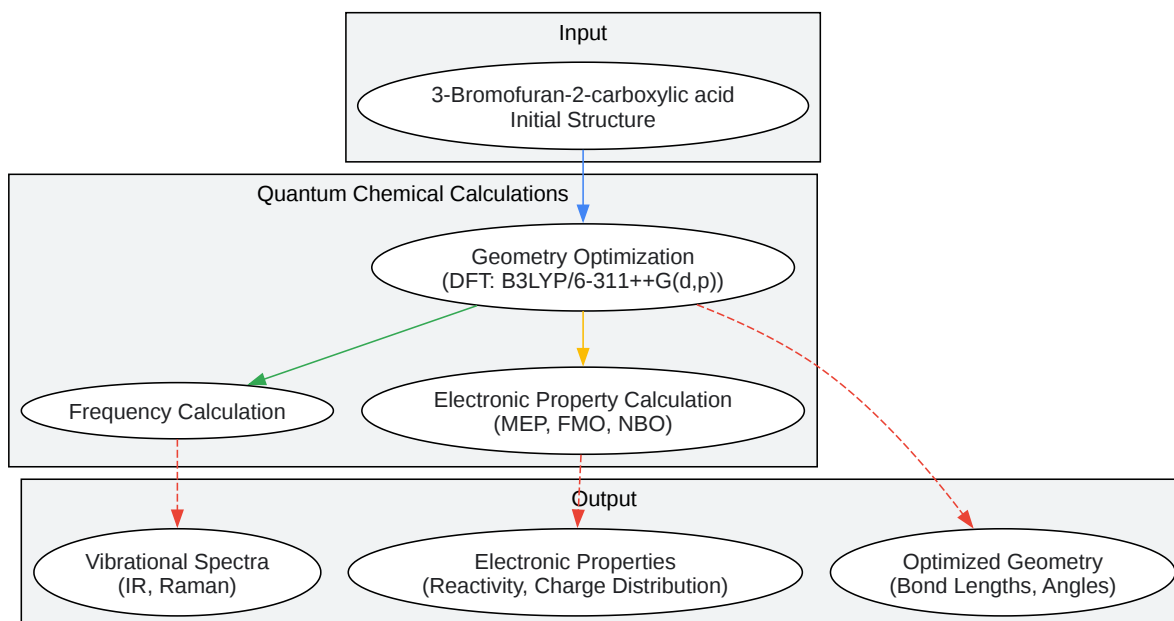 Input
3-Bromofuran-2-carboxylic acid
Initial Structure
Quantum Chemical Calculations
Geometry Optimization
(DFT: B3LYP/6-311++G(d,p))
Frequency Calculation
Electronic Property Calculation
(MEP, FMO, NBO)
Output
Vibrational Spectra
(IR, Raman)
Electronic Properties
(Reactivity, Charge Distribution)
Optimized Geometry
(Bond Lengths, Angles)